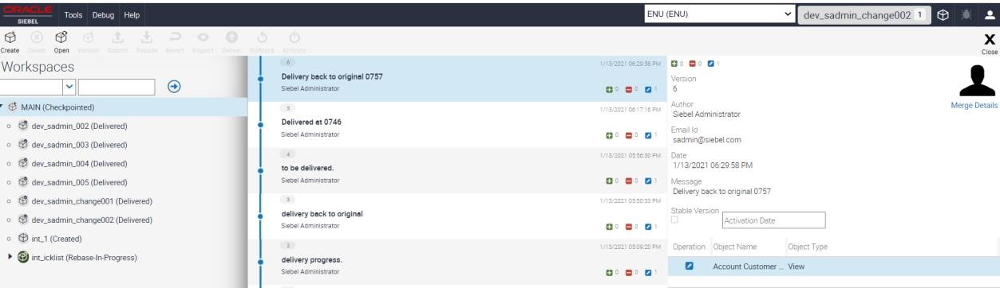 ORACLE
SIEBEL
Tools Debug Help
ENU (ENU)
dev_sadmin_change002 1
Create Delete Open Version Submit Rebase Revert Inspect Deliver Rollback Activate
X
Close
Workspaces
MAIN (Checkpointed)
dev_sadmin_002 (Delivered)
dev_sadmin_003 (Delivered)
dev_sadmin_004 (Delivered)
dev_sadmin_005 (Delivered)
dev_sadmin_change001 (Delivered)
dev_sadmin_change002 (Delivered)
int_1 (Created)
int_icklist (Rebase-In-Progress)
6 1/13/2021 06:29:58 PM
Delivery back to original 0757
Siebel Administrator
0 0 1
5 1/13/2021 06:17:16 PM
Delivered at 0746
Siebel Administrator
0 0 1
4 1/13/2021 05:56:30 PM
to be delivered.
Siebel Administrator
0 0 1
3 1/13/2021 05:50:33 PM
delivery back to original
Siebel Administrator
0 0 1
2 1/13/2021 05:09:20 PM
delivery progress.
Siebel Administrator
0 0 1
0 0 1
Version
6
Author
Siebel Administrator
Email Id
sadmin@siebel.com
Date
1/13/2021 06:29:58 PM
Message
Delivery back to original 0757
Stable Version
Activation Date
Merge Details
Operation Object Name Object Type
Account Customer ... View